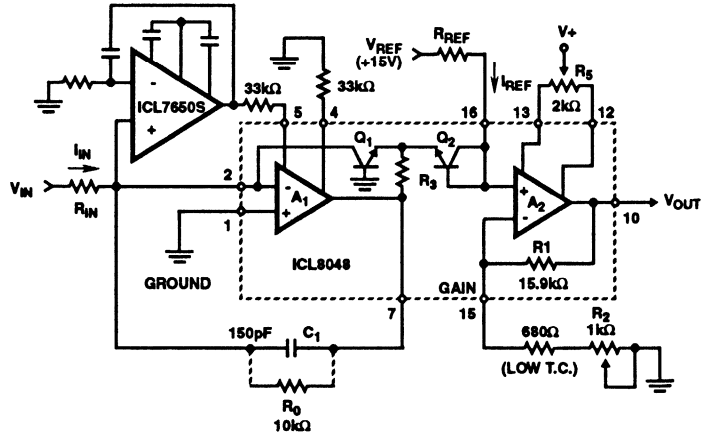 V+
VREF
(+15V)
RREF
IREF
R5
2kΩ
-
ICL7650S
+
33kΩ
33kΩ
5
4
16
13
12
iIN
Q1
Q2
VIN
RIN
2
-
A1
+
R3
+
A2
-
1
10
VOUT
GROUND
ICL8048
R1
15.9kΩ
GAIN
7
15
150pF
C1
680Ω
(LOW T.C.)
R2
1kΩ
R0
10kΩ